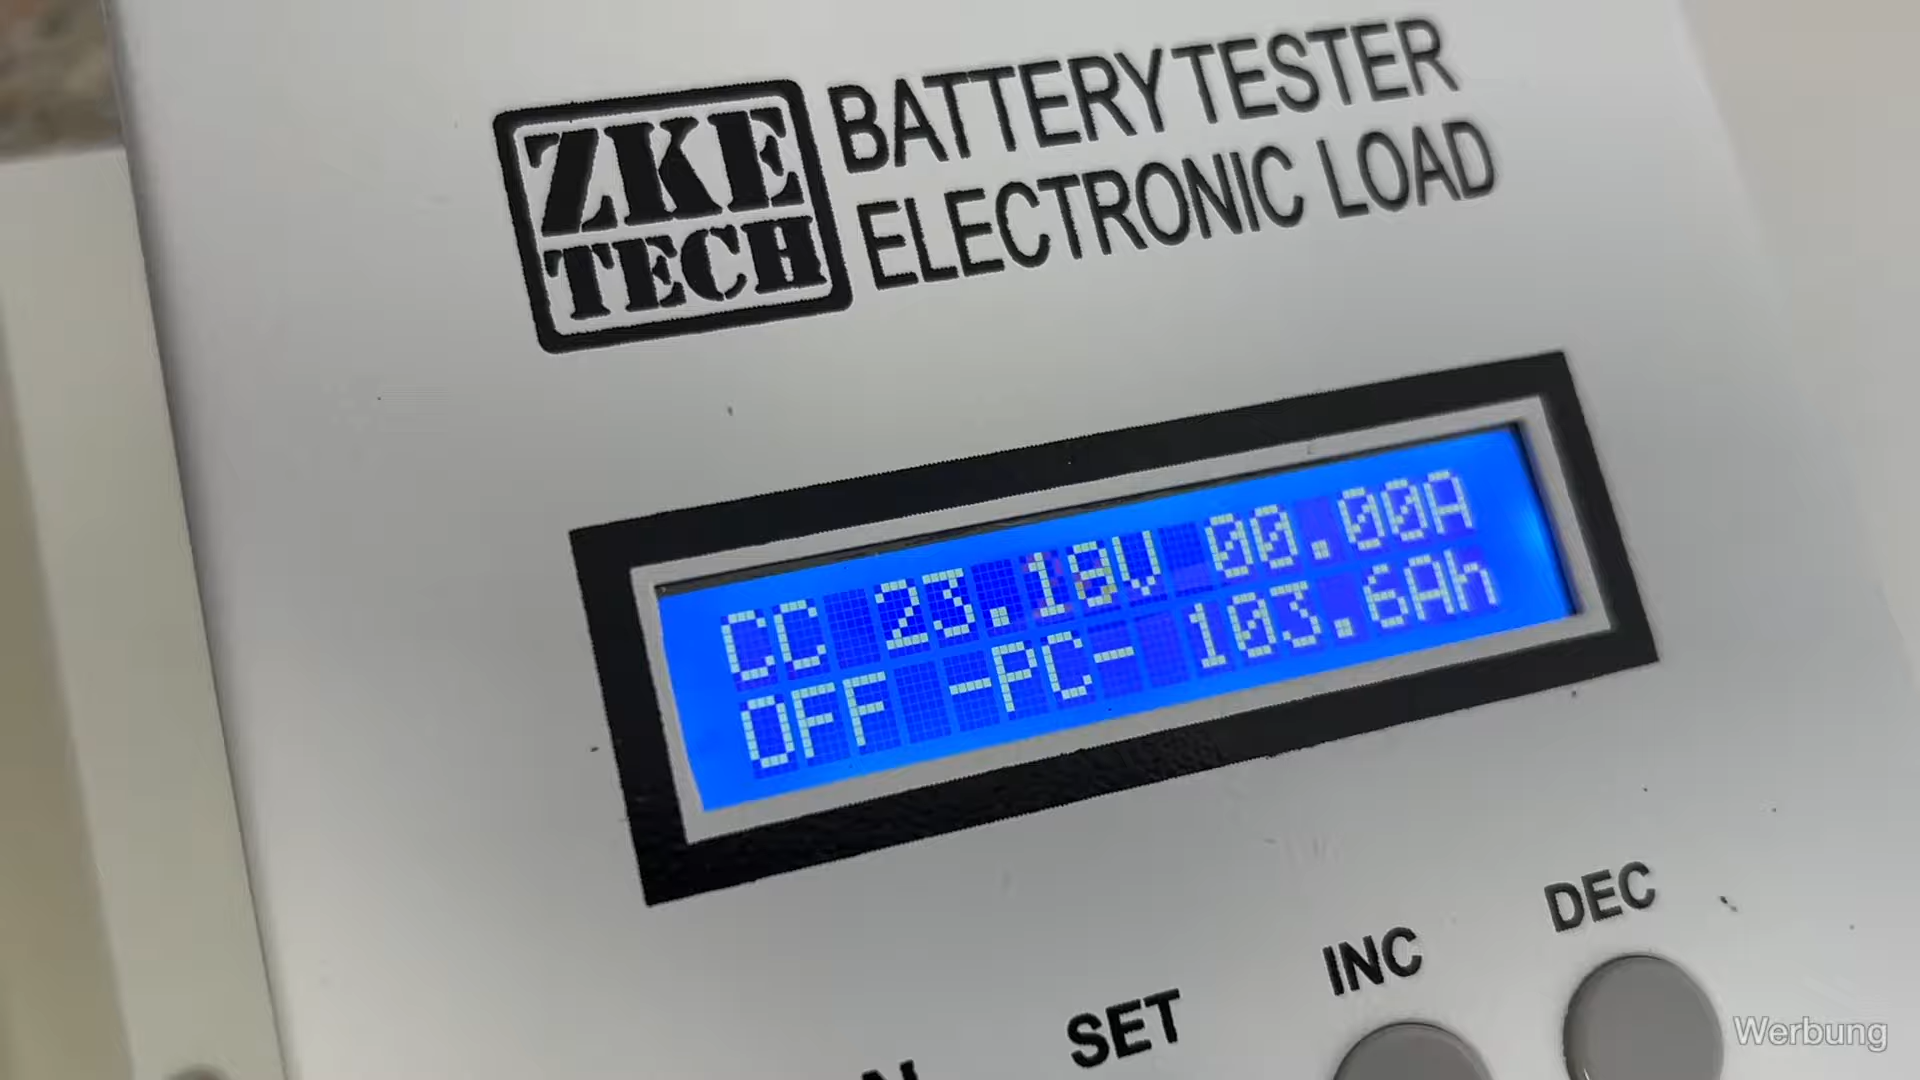 ZKE
TECH
BATTERY TESTER
ELECTRONIC LOAD
CC 23.18V 00.00A
OFF -PC- 103.6Ah
DEC
INC
SET
Werbung